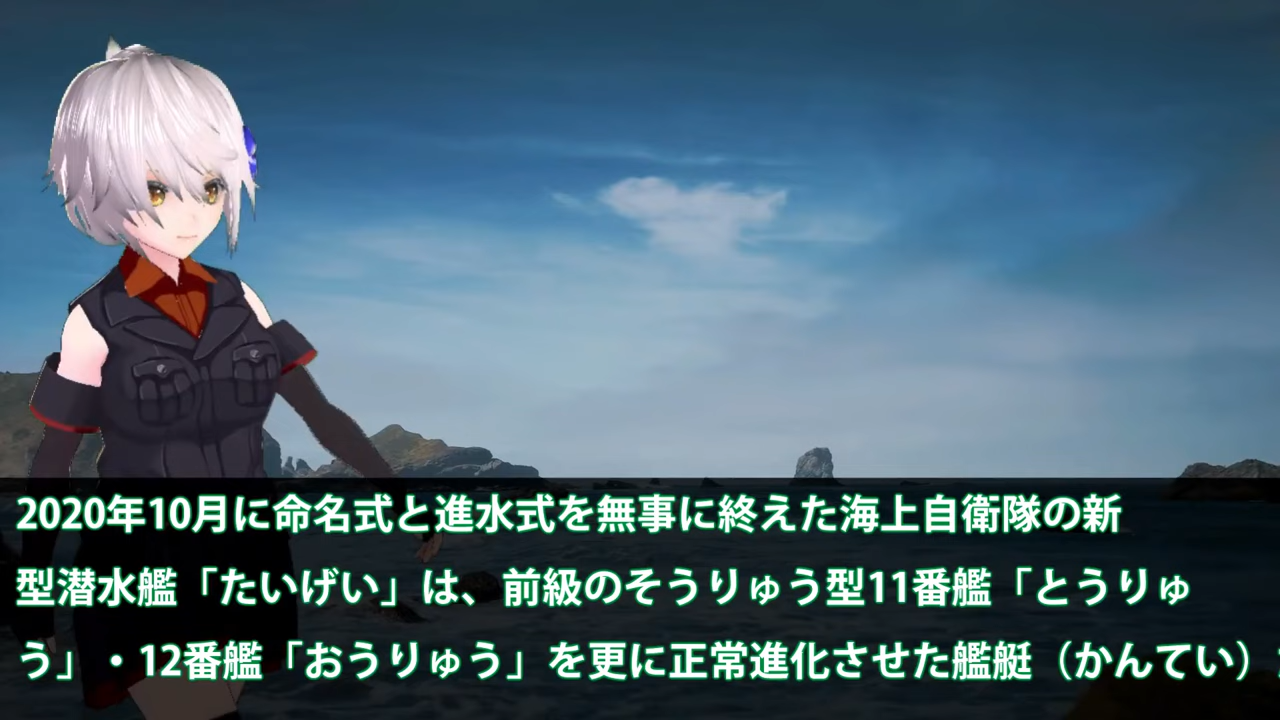 2020年10月に命名式と進水式を無事に終えた海上自衛隊の新
型潜水艦「たいげい」は、前級のそうりゅう型11番艦「とうりゅ
う」・12番艦「おうりゅう」を更に正常進化させた艦艇（かんてい）